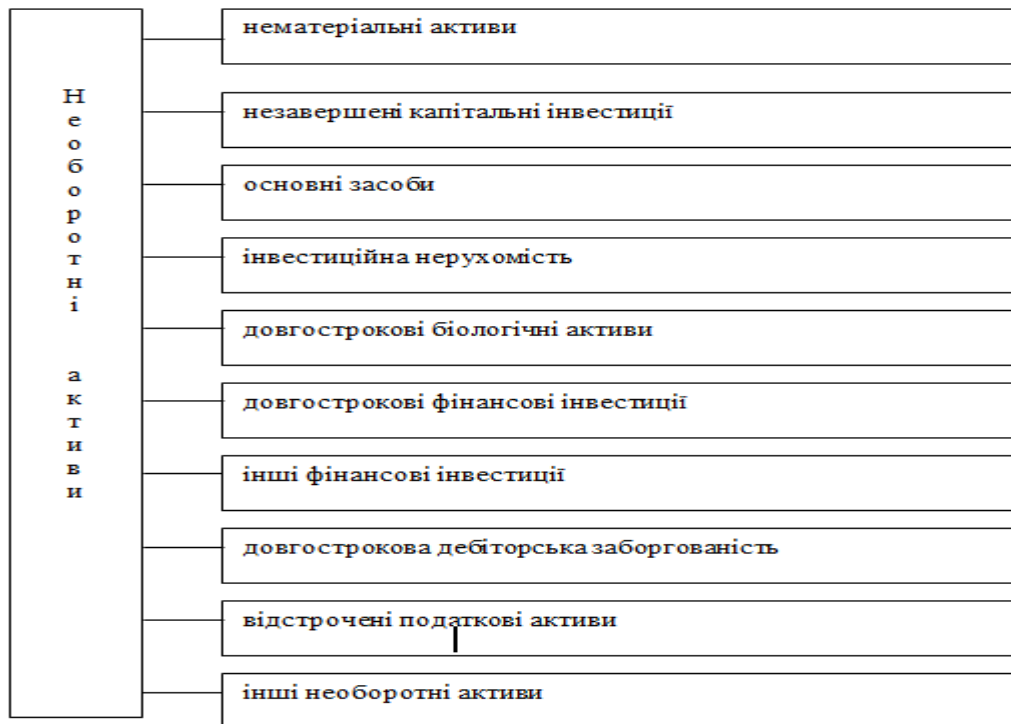 Необоротні активи
нематеріальні активи
незавершені капітальні інвестиції
основні засоби
інвестиційна нерухомість
довгострокові біологічні активи
довгострокові фінансові інвестиції
інші фінансові інвестиції
довгострокова дебіторська заборгованість
відстрочені податкові активи
інші необоротні активи